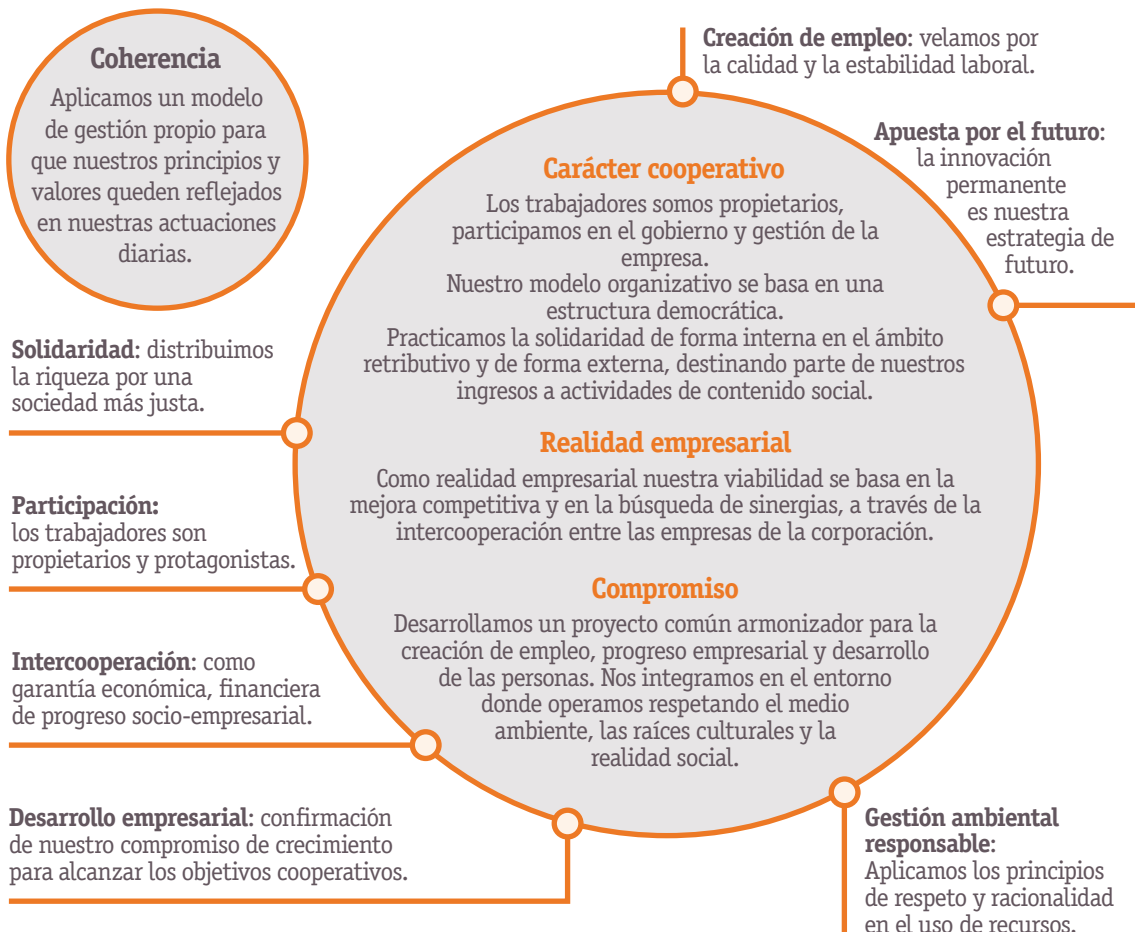 Coherencia
Aplicamos un modelo
de gestión propio para
que nuestros principios y
valores queden reflejados
en nuestras actuaciones
diarias.
Creación de empleo: velamos por
la calidad y la estabilidad laboral.
Apuesta por el futuro:
la innovación
permanente
es nuestra
estrategia de
futuro.
Carácter cooperativo
Los trabajadores somos propietarios,
participamos en el gobierno y gestión de la
empresa.
Nuestro modelo organizativo se basa en una
estructura democrática.
Practicamos la solidaridad de forma interna en el ámbito
retributivo y de forma externa, destinando parte de nuestros
ingresos a actividades de contenido social.
Realidad empresarial
Como realidad empresarial nuestra viabilidad se basa en la
mejora competitiva y en la búsqueda de sinergias, a través de la
intercooperación entre las empresas de la corporación.
Compromiso
Desarrollamos un proyecto común armonizador para la
creación de empleo, progreso empresarial y desarrollo
de las personas. Nos integramos en el entorno
donde operamos respetando el medio
ambiente, las raíces culturales y la
realidad social.
Solidaridad: distribuimos
la riqueza por una
sociedad más justa.
Participación:
los trabajadores son
propietarios y protagonistas.
Intercooperación: como
garantía económica, financiera
de progreso socio-empresarial.
Desarrollo empresarial: confirmación
de nuestro compromiso de crecimiento
para alcanzar los objetivos cooperativos.
Gestión ambiental
responsable:
Aplicamos los principios
de respeto y racionalidad
en el uso de recursos.